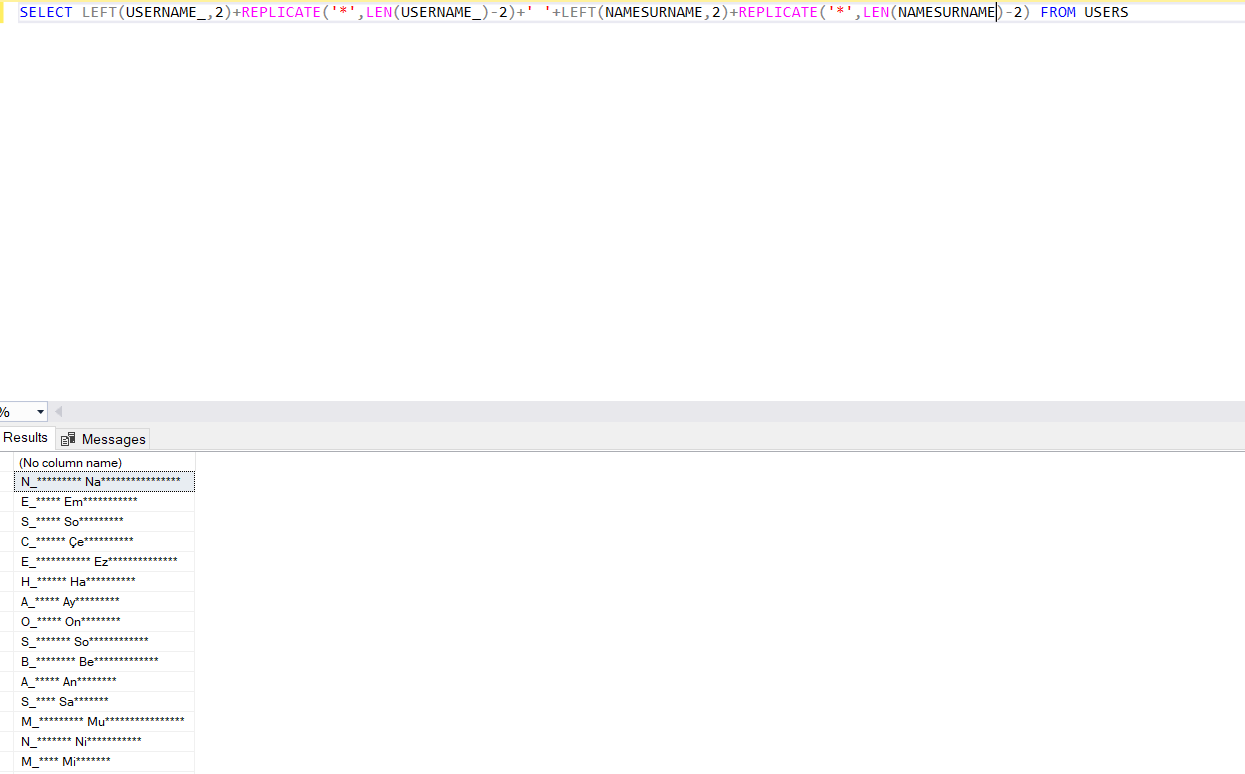 SELECT LEFT(USERNAME_,2)+REPLICATE('*',LEN(USERNAME_)-2)+' '+LEFT(NAMESURNAME,2)+REPLICATE('*',LEN(NAMESURNAME)-2) FROM USERS
%
Results Messages
(No column name)
N_********* Na****************
E_***** Em***********
S_***** So*********
C_****** Çe**********
E_*********** Ez**************
H_****** Ha**********
A_***** Ay*********
O_***** On********
S_******* So************
B_******** Be*************
A_***** An********
S_**** Sa*******
M_********* Mu****************
N_******* Ni***********
M_**** Mi*******